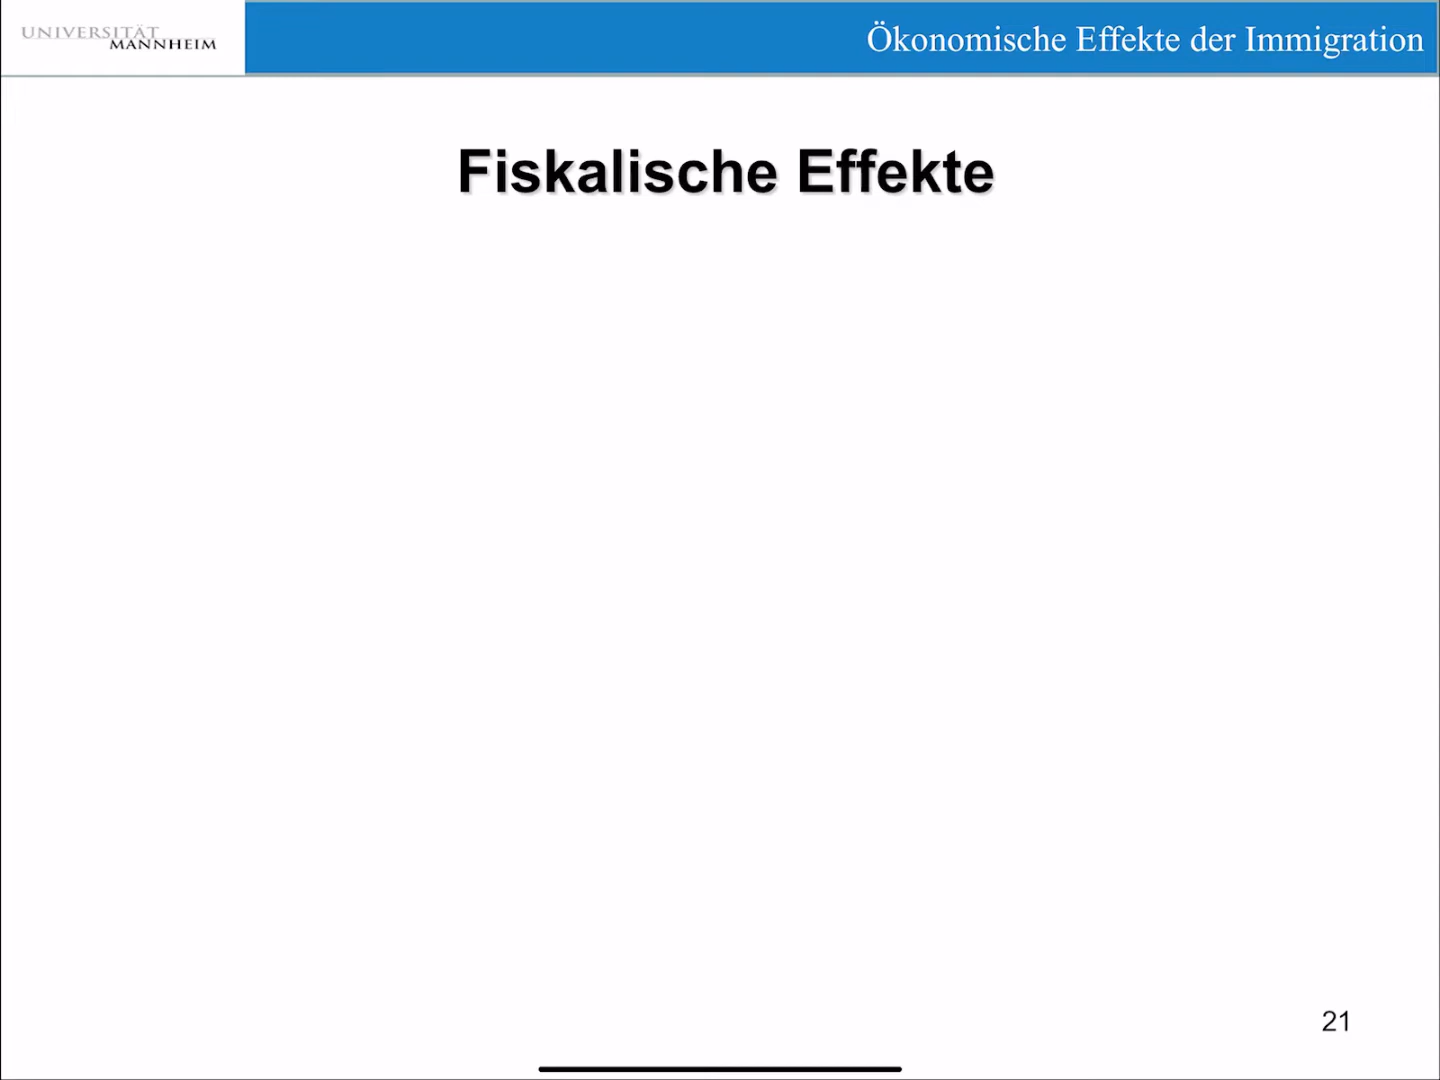 UNIVERSITÄT
MANNHEIM
Ökonomische Effekte der Immigration
Fiskalische Effekte
21